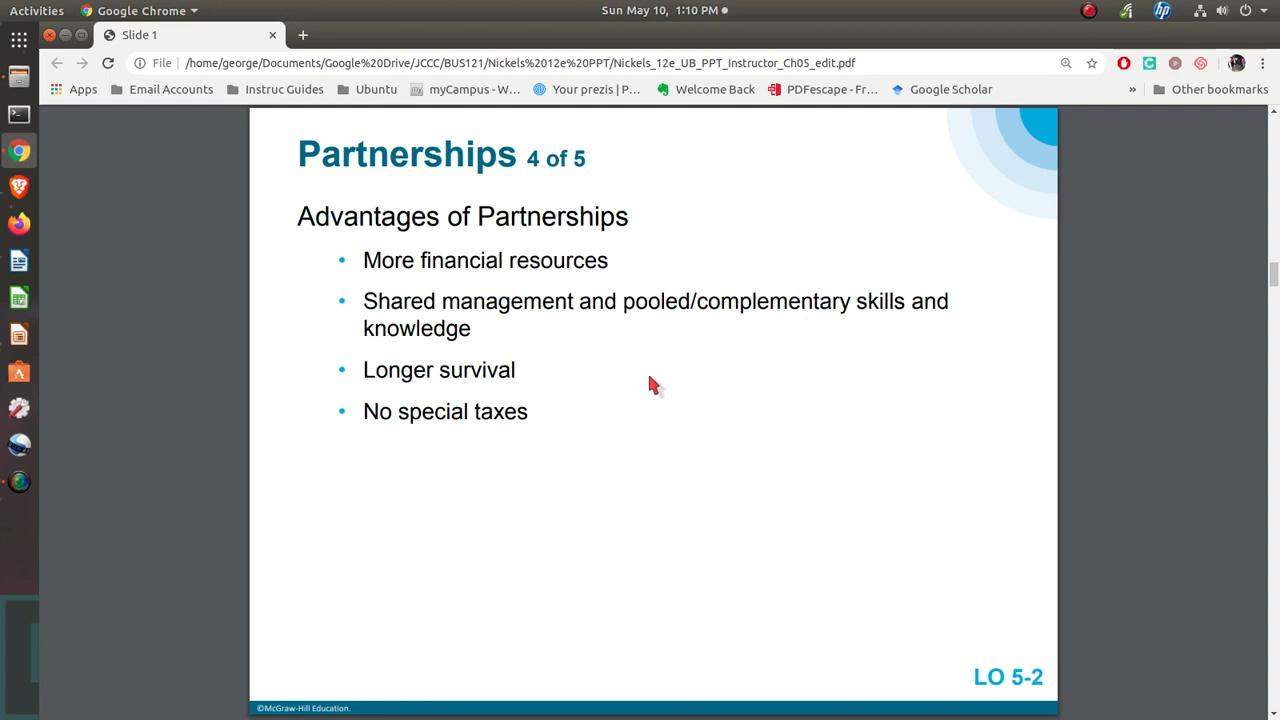 Activities Google Chrome Sun May 10, 1:10 PM
Slide 1
File /home/george/Documents/Google%20Drive/JCCC/BUS121/Nickels%2012e%20PPT/Nickels_12e_UB_PPT_Instructor_Ch05_edit.pdf
Apps Email Accounts Instruc Guides Ubuntu myCampus - W... Your prezis | P... Welcome Back PDFescape - Fr... Google Scholar » Other bookmarks
Partnerships 4 of 5
Advantages of Partnerships
• More financial resources
• Shared management and pooled/complementary skills and
knowledge
• Longer survival
• No special taxes
LO 5-2
©McGraw-Hill Education.